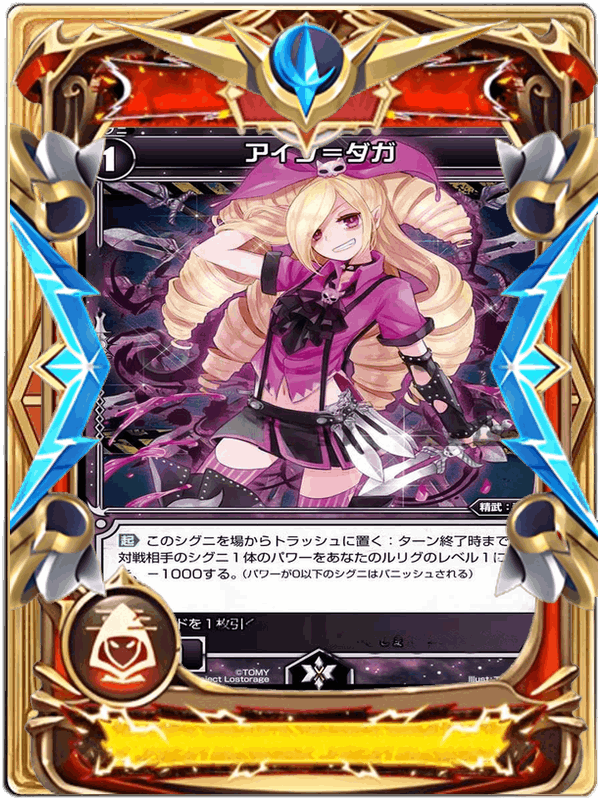 1
アイン＝ダガ
精武：
起 このシグニを場からトラッシュに置く：ターン終了時まで
対戦相手のシグニ１体のパワーをあなたのルリグのレベル１に
－1000する。（パワーが０以下のシグニはバニッシュされる）
ドを１枚引
©TOMY
ject Lostorage
Illust: